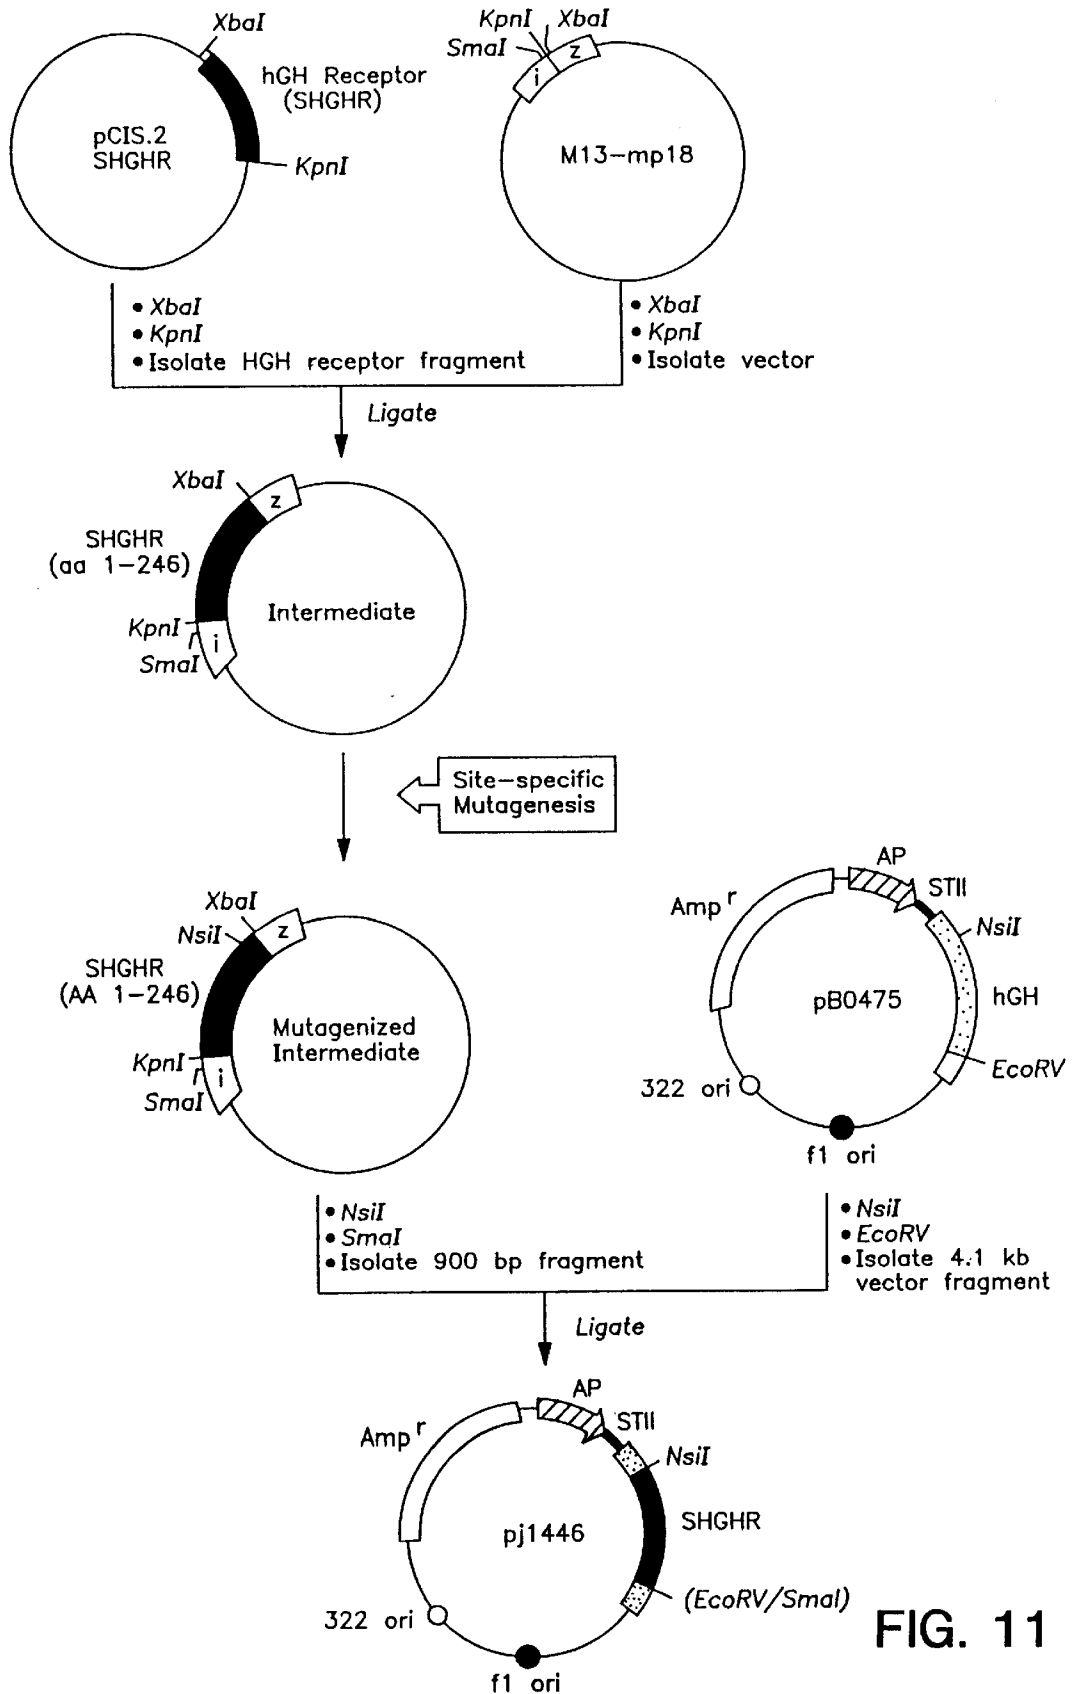 XbaI
hGH Receptor
(SHGHR)
pCIS.2
SHGHR
KpnI
KpnI XbaI
SmaI
i z
M13-mp18
• XbaI
• KpnI
• Isolate HGH receptor fragment
• XbaI
• KpnI
• Isolate vector
Ligate
XbaI
z
SHGHR
(aa 1-246)
Intermediate
KpnI
i
SmaI
Site-specific
Mutagenesis
XbaI
NsiI
z
SHGHR
(AA 1-246)
Mutagenized
Intermediate
KpnI
i
SmaI
AP
STII
Amp r
NsiI
pB0475
hGH
EcoRV
322 ori
f1 ori
• NsiI
• SmaI
• Isolate 900 bp fragment
• NsiI
• EcoRV
• Isolate 4.1 kb
vector fragment
Ligate
AP
STII
Amp r
NsiI
pj1446
SHGHR
(EcoRV/SmaI)
322 ori
f1 ori
FIG. 11